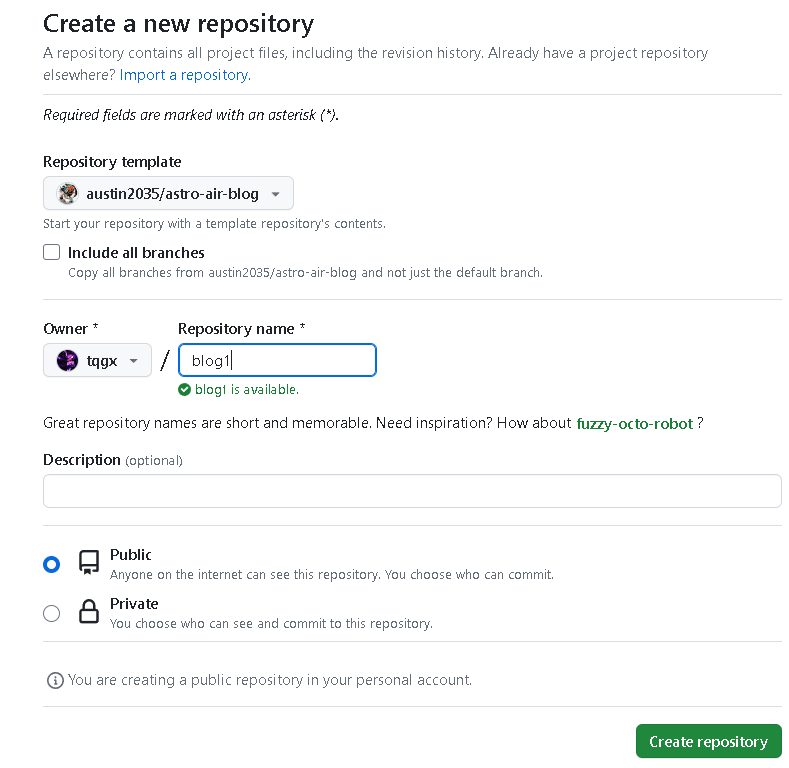 Create a new repository
A repository contains all project files, including the revision history. Already have a project repository
elsewhere? Import a repository.
Required fields are marked with an asterisk (*).
Repository template
austin2035/astro-air-blog
Start your repository with a template repository's contents.
Include all branches
Copy all branches from austin2035/astro-air-blog and not just the default branch.
Owner * Repository name *
tqgx / blog1
blog1 is available.
Great repository names are short and memorable. Need inspiration? How about fuzzy-octo-robot ?
Description (optional)
Public
Anyone on the internet can see this repository. You choose who can commit.
Private
You choose who can see and commit to this repository.
You are creating a public repository in your personal account.
Create repository